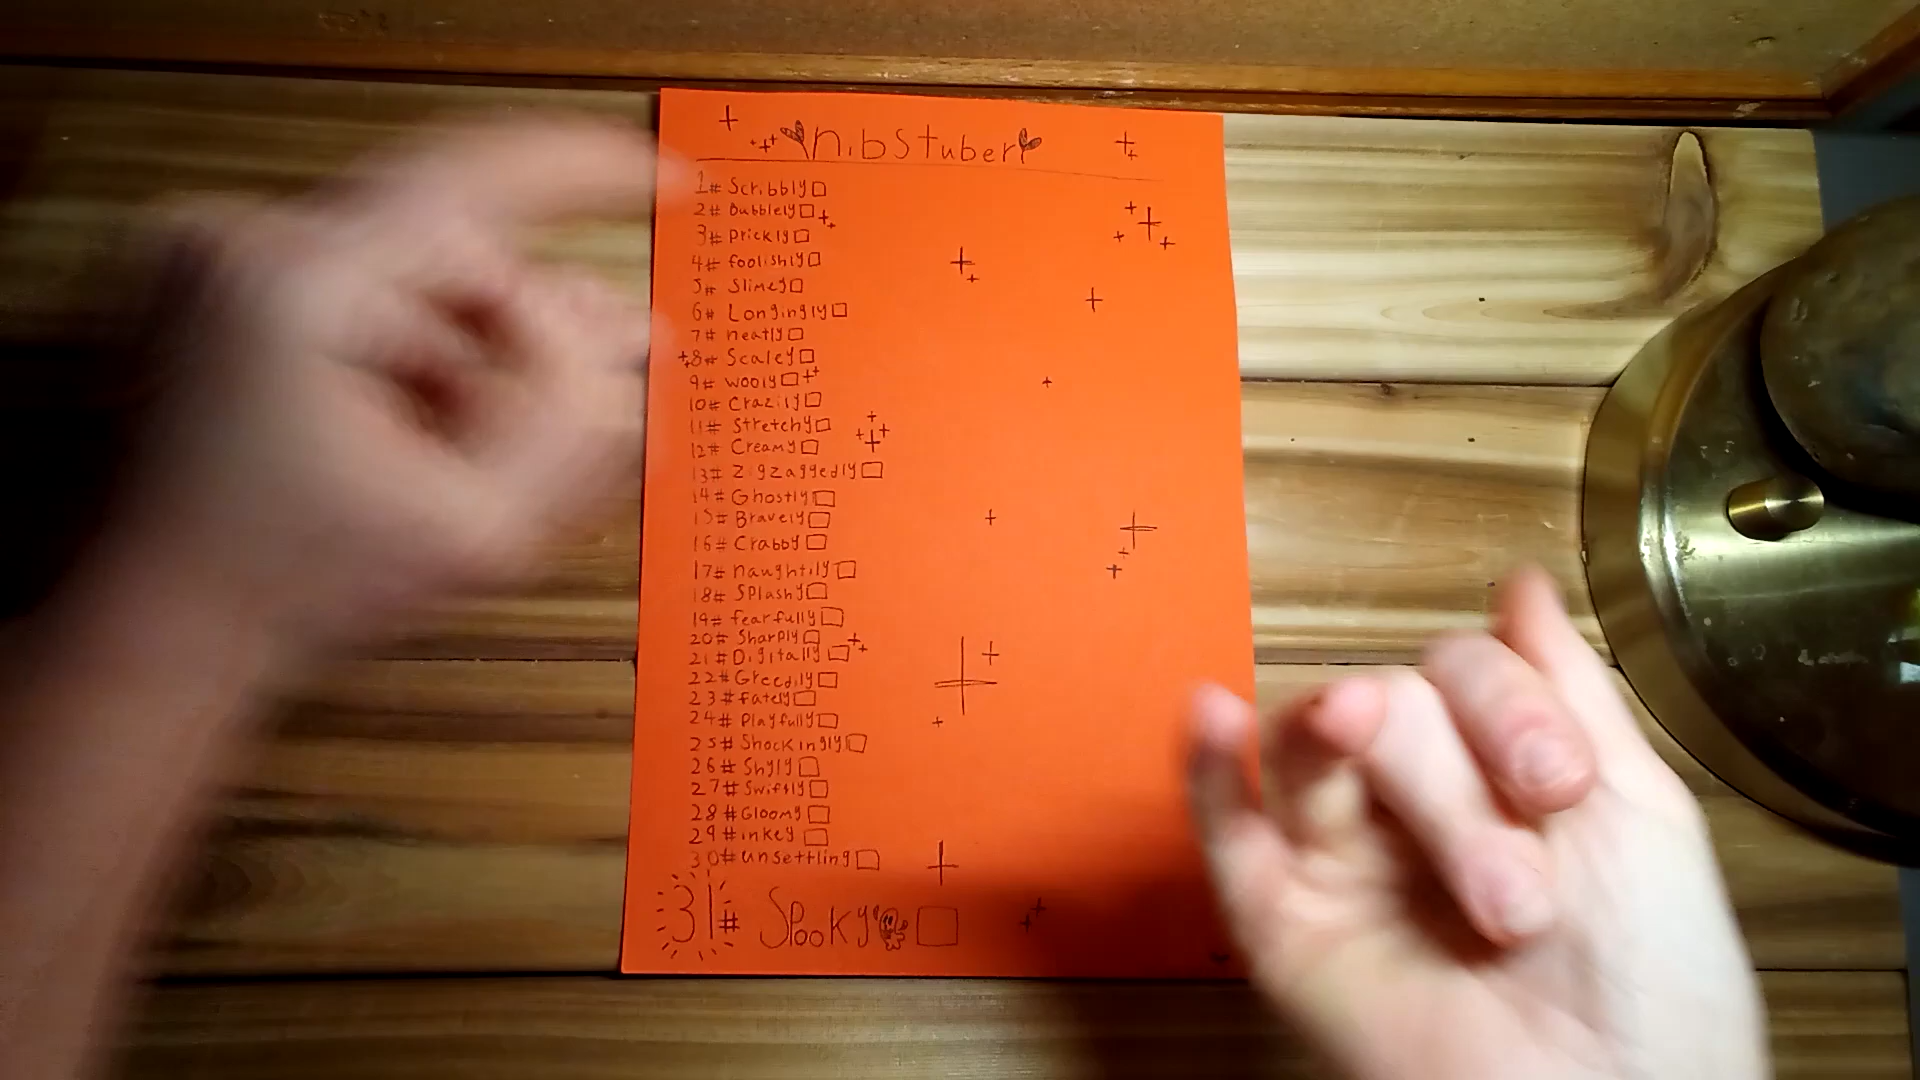 nibstuber
1# Scribbly
2# Bubblely
3# Prickly
4# foolishly
5# Slimey
6# Longingly
7# neatly
8# Scaley
9# wooly
10# Crazily
11# Stretchy
12# Creamy
13# Zigzaggedly
14# Ghostly
15# Bravely
16# Crabby
17# naughtily
18# Splashy
19# fearfully
20# Sharply
21# Digitally
22# Greedily
23# fately
24# Playfully
25# Shockingly
26# Shyly
27# Swiftly
28# Gloomy
29# inkey
30# unsettling
31# Spooky